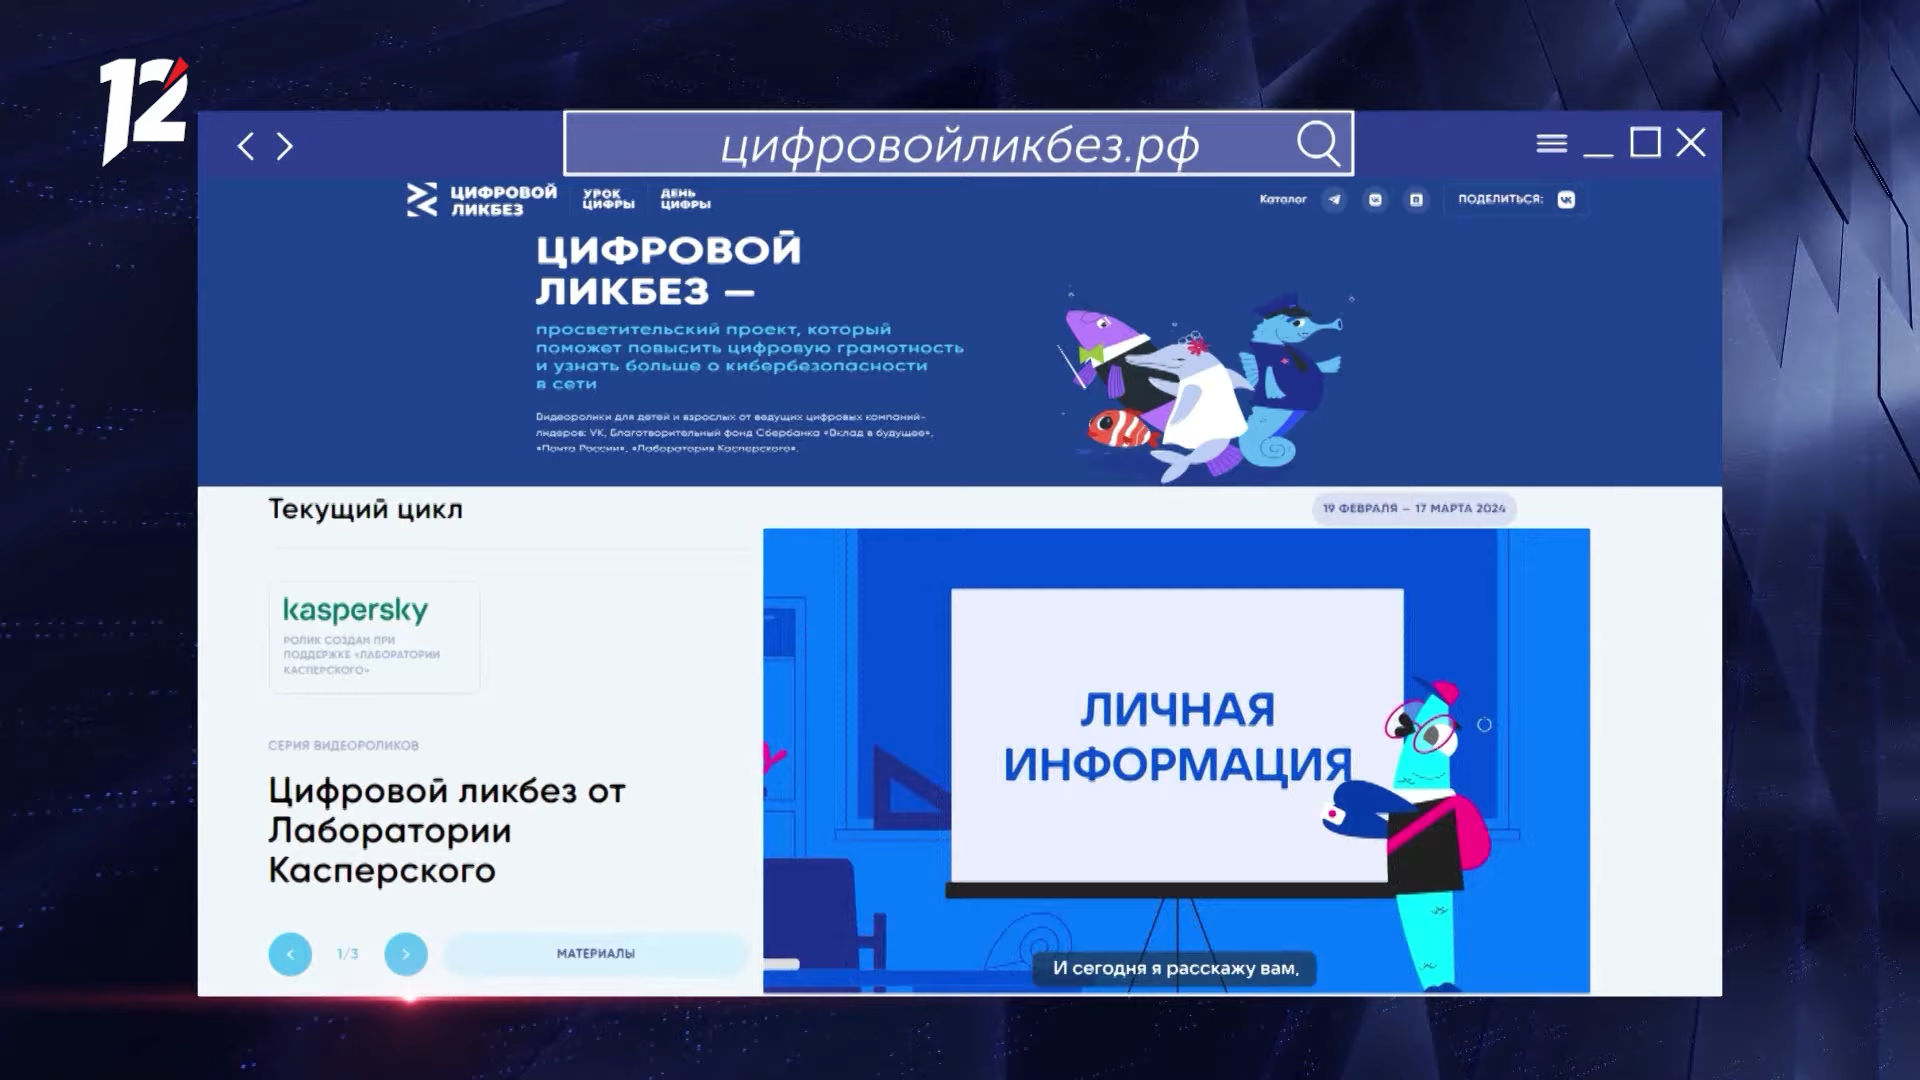 12
цифровойликбез.рф
ЦИФРОВОЙ
ЛИКБЕЗ
УРОК
ЦИФРЫ
ДЕНЬ
ЦИФРЫ
Каталог
ПОДЕЛИТЬСЯ:
ЦИФРОВОЙ
ЛИКБЕЗ —
просветительский проект, который
поможет повысить цифровую грамотность
и узнать больше о кибербезопасности
в сети
Видеоролики для детей и взрослых от ведущих цифровых компаний-
лидеров: VK, Благотворительный фонд Сбербанка «Вклад в будущее»,
«Почта России», «Лаборатория Касперского».
Текущий цикл
19 ФЕВРАЛЯ – 17 МАРТА 2024
kaspersky
РОЛИК СОЗДАН ПРИ
ПОДДЕРЖКЕ «ЛАБОРАТОРИИ
КАСПЕРСКОГО»
СЕРИЯ ВИДЕОРОЛИКОВ
Цифровой ликбез от
Лаборатории
Касперского
1/3
МАТЕРИАЛЫ
ЛИЧНАЯ
ИНФОРМАЦИЯ
И сегодня я расскажу вам,